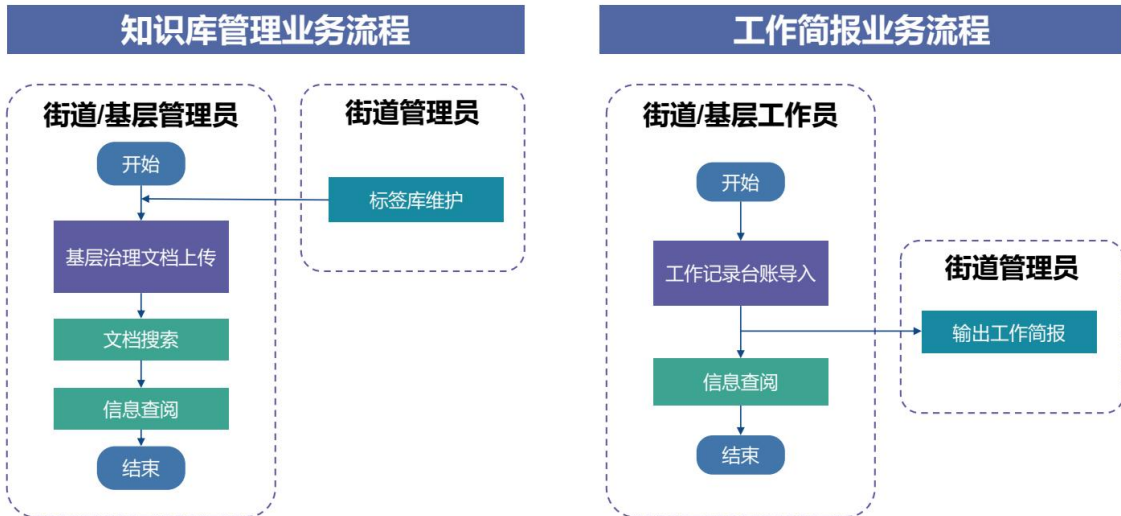 知识库管理业务流程
街道/基层管理员
开始
基层治理文档上传
文档搜索
信息查阅
结束
街道管理员
标签库维护
工作简报业务流程
街道/基层工作员
开始
工作记录台账导入
信息查阅
结束
街道管理员
输出工作简报